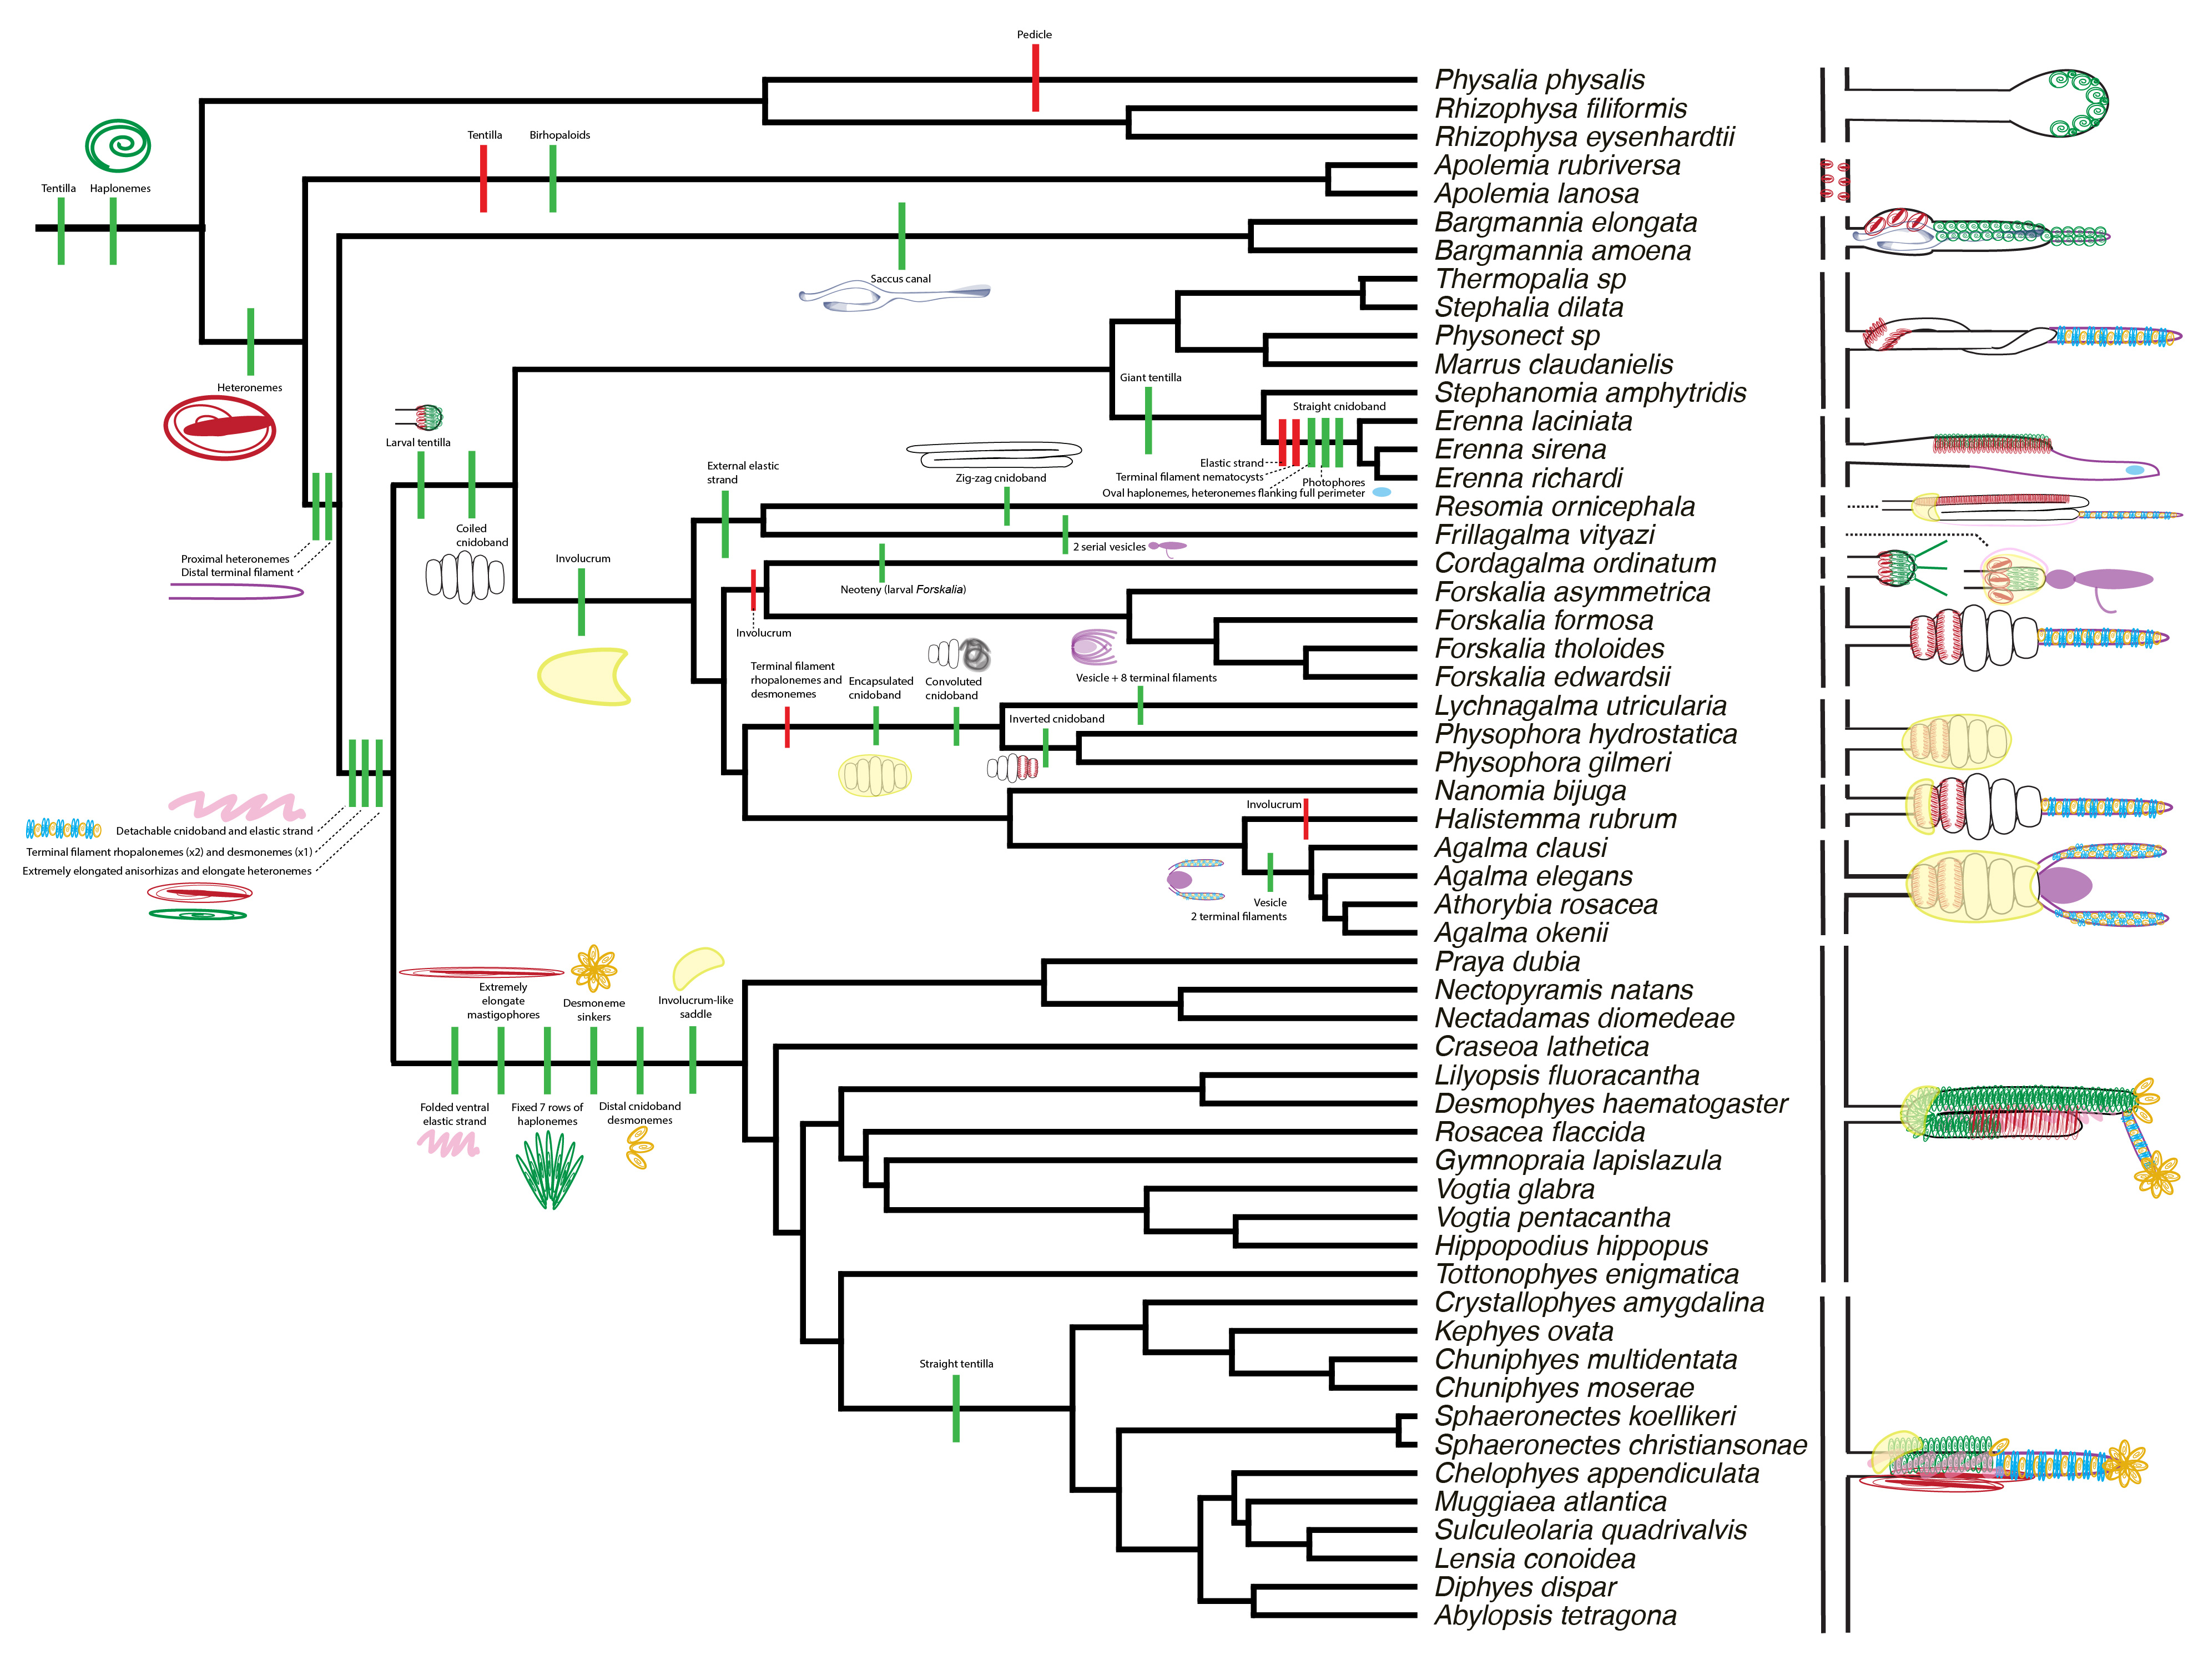 Pedicle
Physalia physalis
Rhizophysa filiformis
Rhizophysa eysenhardtii
Tentilla
Birhopaloids
Apolemia rubriversa
Apolemia lanosa
Tentilla
Haplonemes
Bargmannia elongata
Bargmannia amoena
Saccus canal
Thermopalia sp
Stephalia dilata
Physonect sp
Marrus claudanielis
Heteronemes
Giant tentilla
Stephanomia amphytridis
Straight cnidoband
Erenna laciniata
Erenna sirena
Erenna richardi
Elastic strand
Terminal filament nematocysts
Photophores
Oval haplonemes, heteronemes flanking full perimeter
Larval tentilla
External elastic
strand
Zig-zag cnidoband
Resomia ornicephala
Frillagalma vityazi
2 serial vesicles
Coiled
cnidoband
Proximal heteronemes
Distal terminal filament
Involucrum
Cordagalma ordinatum
Neoteny (larval Forskalia)
Forskalia asymmetrica
Forskalia formosa
Forskalia tholoides
Forskalia edwardsii
Involucrum
Terminal filament
rhopalonemes and
desmonemes
Encapsulated
cnidoband
Convoluted
cnidoband
Vesicle + 8 terminal filaments
Lychnagalma utricularia
Inverted cnidoband
Physophora hydrostatica
Physophora gilmeri
Nanomia bijuga
Involucrum
Halistemma rubrum
Agalma clausi
Agalma elegans
Athorybia rosacea
Agalma okenii
Vesicle
2 terminal filaments
Detachable cnidoband and elastic strand
Terminal filament rhopalonemes (x2) and desmonemes (x1)
Extremely elongated anisorhizas and elongate heteronemes
Praya dubia
Nectopyramis natans
Nectadamas diomedeae
Extremely
elongate
mastigophores
Desmoneme
sinkers
Involucrum-like
saddle
Craseoa lathetica
Lilyopsis fluoracantha
Desmophyes haematogaster
Folded ventral
elastic strand
Fixed 7 rows of
haplonemes
Distal cnidoband
desmonemes
Rosacea flaccida
Gymnopraia lapislazula
Vogtia glabra
Vogtia pentacantha
Hippopodius hippopus
Tottonophyes enigmatica
Crystallophyes amygdalina
Kephyes ovata
Straight tentilla
Chuniphyes multidentata
Chuniphyes moserae
Sphaeronectes koellikeri
Sphaeronectes christiansonae
Chelophyes appendiculata
Muggiaea atlantica
Sulculeolaria quadrivalvis
Lensia conoidea
Diphyes dispar
Abylopsis tetragona